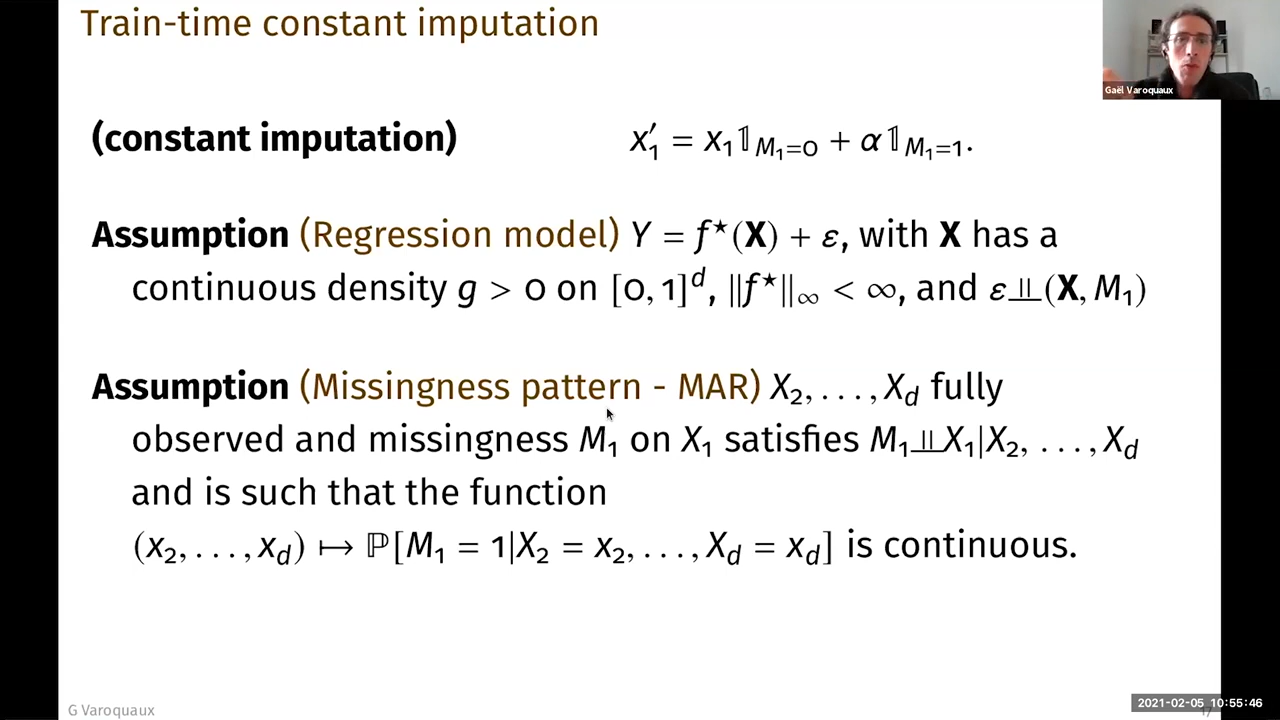 Train-time constant imputation
Gaël Varoquaux
(constant imputation) x′₁ = x₁𝟙_{M₁=0} + α𝟙_{M₁=1}.
Assumption (Regression model) Y = f*(X) + ε, with X has a
continuous density g > 0 on [0, 1]ᵈ, ‖f*‖_∞ < ∞, and ε⫫(X, M₁)
Assumption (Missingness pattern - MAR) X₂, . . . , X_d fully
observed and missingness M₁ on X₁ satisfies M₁⫫X₁|X₂, . . . , X_d
and is such that the function
(x₂, . . . , x_d) ↦ ℙ[M₁ = 1|X₂ = x₂, . . . , X_d = x_d] is continuous.
G Varoquaux
2021-02-05 10:55:46